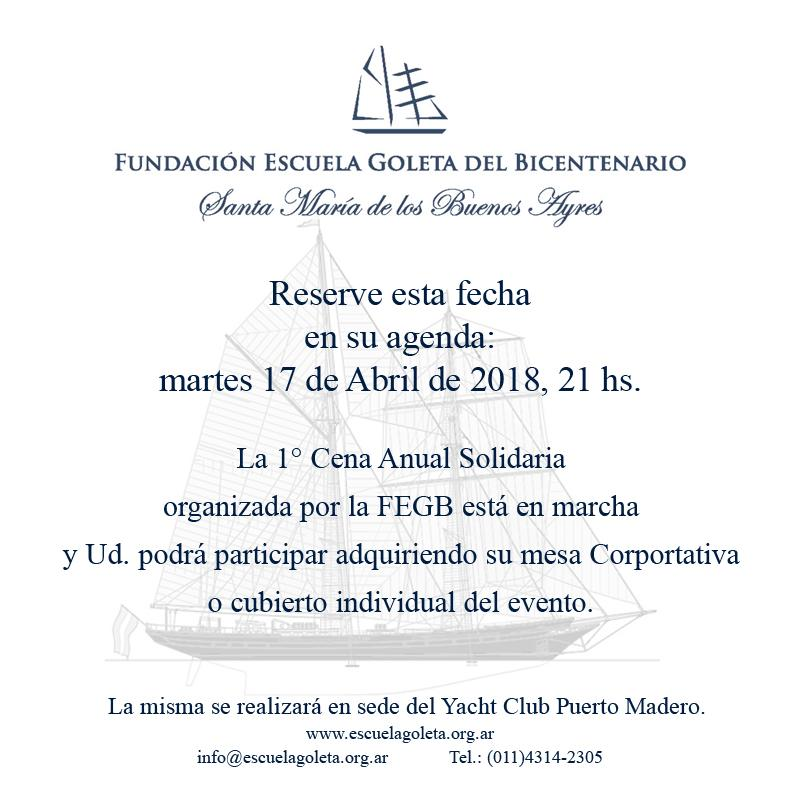 FUNDACIÓN ESCUELA GOLETA DEL BICENTENARIO
Santa María de los Buenos Ayres
Reserve esta fecha
en su agenda:
martes 17 de Abril de 2018, 21 hs.
La 1° Cena Anual Solidaria
organizada por la FEGB está en marcha
y Ud. podrá participar adquiriendo su mesa Corportativa
o cubierto individual del evento.
La misma se realizará en sede del Yacht Club Puerto Madero.
www.escuelagoleta.org.ar
info@escuelagoleta.org.ar Tel.: (011)4314-2305